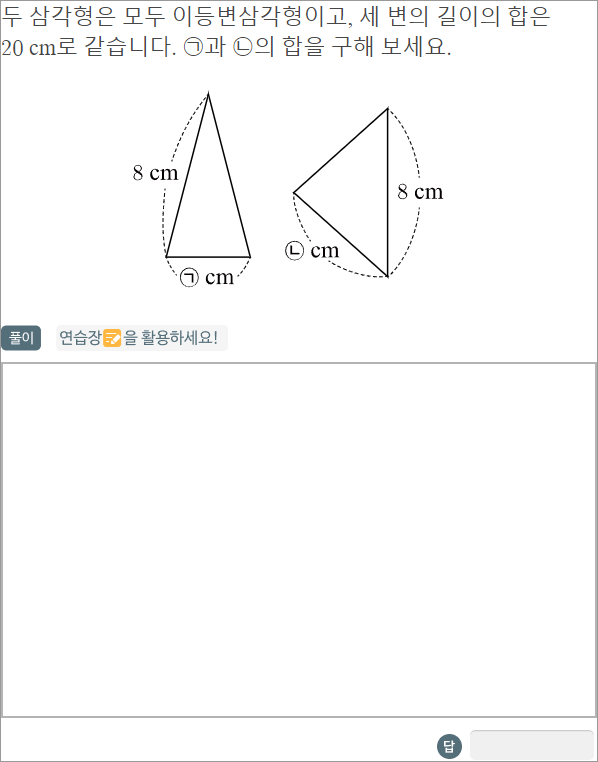 두 삼각형은 모두 이등변삼각형이고, 세 변의 길이의 합은
20 cm로 같습니다. ㉠과 ㉡의 합을 구해 보세요.
8 cm
8 cm
㉡ cm
㉠ cm
풀이 연습장을 활용하세요!
답